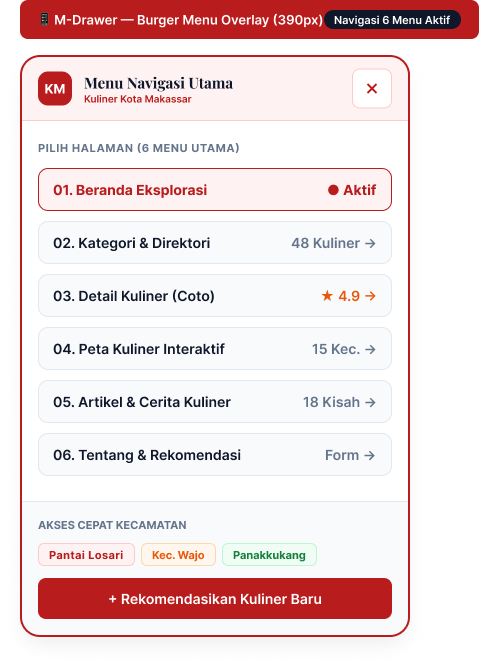 📱 M-Drawer — Burger Menu Overlay (390px) Navigasi 6 Menu Aktif
KM Menu Navigasi Utama ✕
Kuliner Kota Makassar
PILIH HALAMAN (6 MENU UTAMA)
01. Beranda Eksplorasi ● Aktif
02. Kategori & Direktori 48 Kuliner →
03. Detail Kuliner (Coto) ★ 4.9 →
04. Peta Kuliner Interaktif 15 Kec. →
05. Artikel & Cerita Kuliner 18 Kisah →
06. Tentang & Rekomendasi Form →
AKSES CEPAT KECAMATAN
Pantai Losari Kec. Wajo Panakkukang
+ Rekomendasikan Kuliner Baru